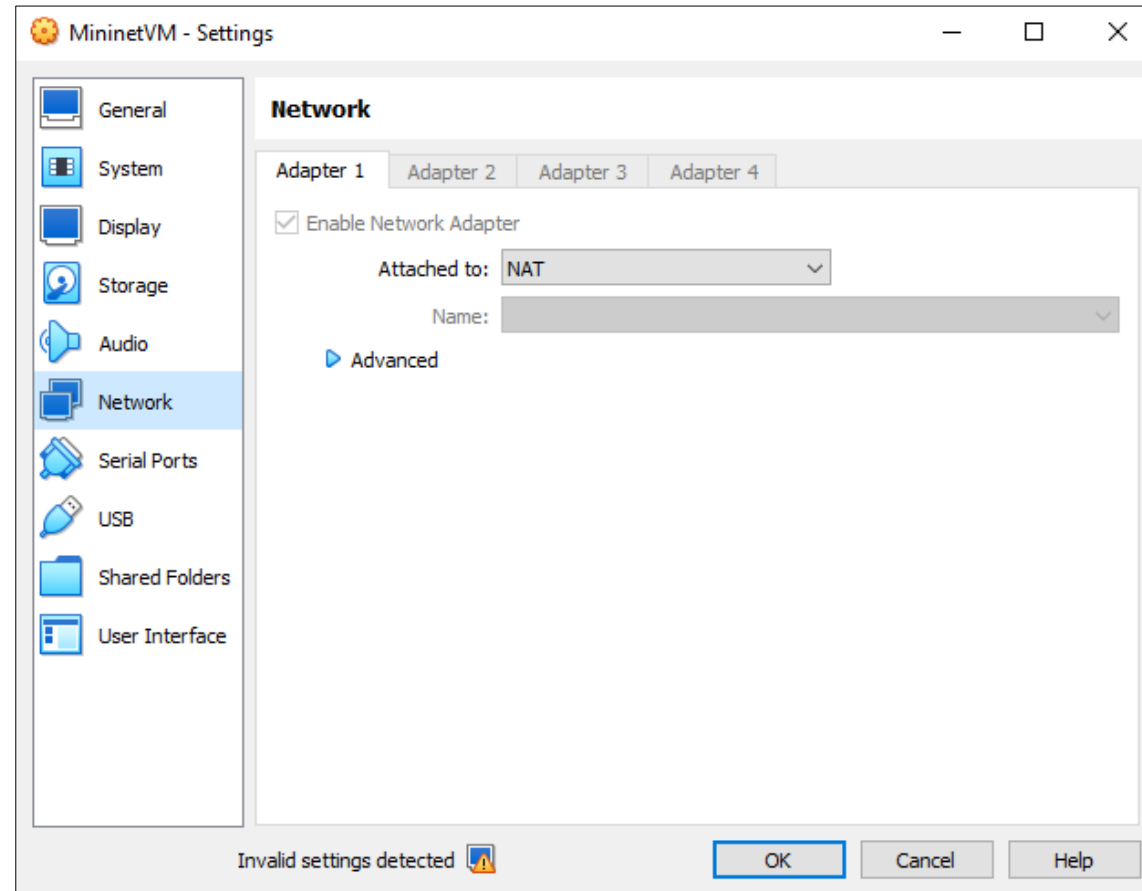 MininetVM - Settings
General
System
Display
Storage
Audio
Network
Serial Ports
USB
Shared Folders
User Interface
Network
Adapter 1 Adapter 2 Adapter 3 Adapter 4
Enable Network Adapter
Attached to: NAT
Name:
Advanced
Invalid settings detected
OK Cancel Help